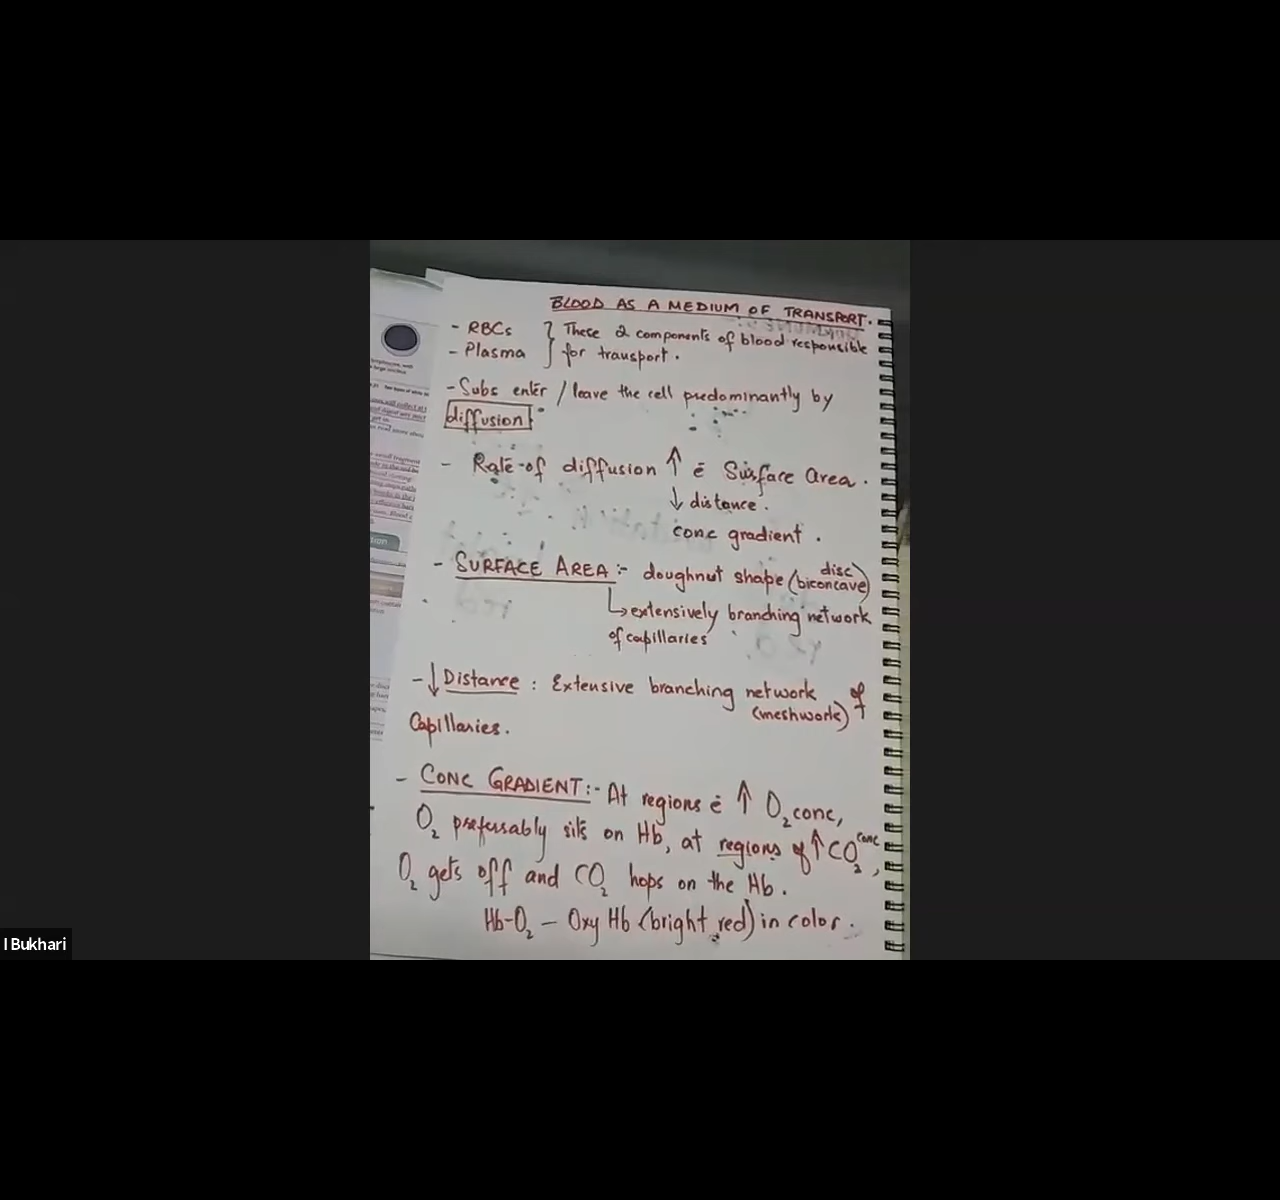 BLOOD AS A MEDIUM OF TRANSPORT.
- RBCs } These 2 components of blood responsible
- Plasma } for transport.
- Subs enter / leave the cell predominantly by
diffusion.
- Rate of diffusion ↑ c̄ Surface area.
↓ distance.
conc gradient.
- SURFACE AREA :- doughnut shape (biconcave disc)
↳ extensively branching network
of capillaries
- ↓ Distance : Extensive branching network of
(meshwork)
Capillaries.
- CONC GRADIENT :- At regions c̄ ↑ O₂ conc,
O₂ preferably sits on Hb, at regions of ↑ CO₂ conc,
O₂ gets off and CO₂ hops on the Hb.
Hb-O₂ – Oxy Hb (bright red) in color.
I Bukhari